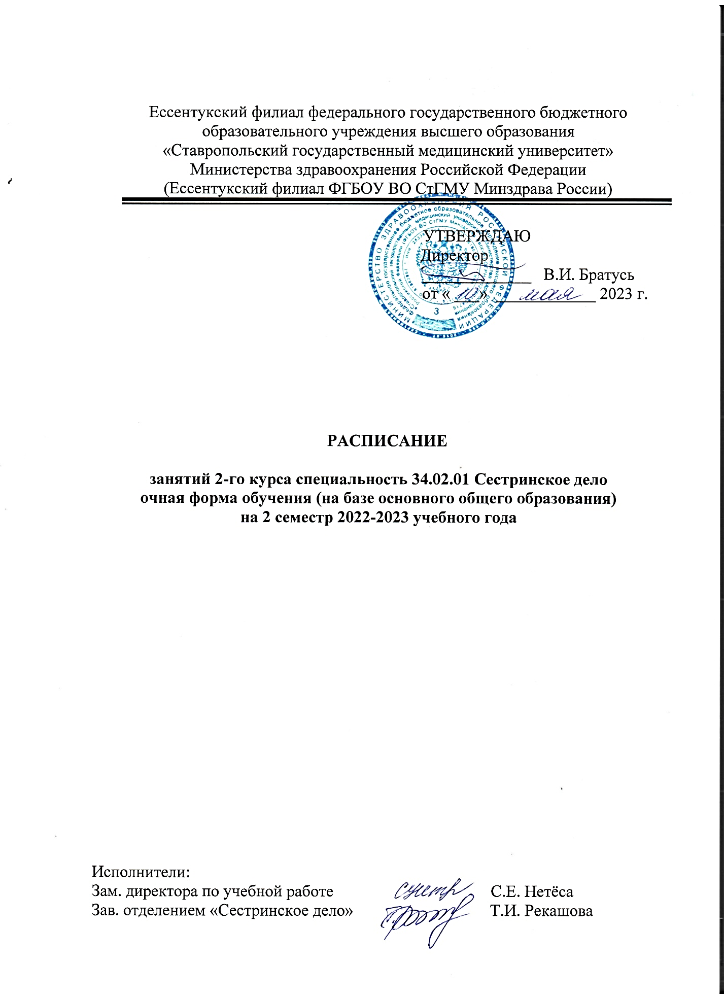 Ессентукский филиал федерального государственного бюджетного
образовательного учреждения высшего образования
«Ставропольский государственный медицинский университет»
Министерства здравоохранения Российской Федерации
(Ессентукский филиал ФГБОУ ВО СтГМУ Минздрава России)
УТВЕРЖДАЮ
Директор
В.И. Братусь
от « 10 » мая 2023 г.
МИНИСТЕРСТВО ЗДРАВООХРАНЕНИЯ РОССИЙСКОЙ ФЕДЕРАЦИИ
3
РАСПИСАНИЕ
занятий 2-го курса специальность 34.02.01 Сестринское дело
очная форма обучения (на базе основного общего образования)
на 2 семестр 2022-2023 учебного года
Исполнители:
Зам. директора по учебной работе С.Е. Нетёса
Зав. отделением «Сестринское дело» Т.И. Рекашова